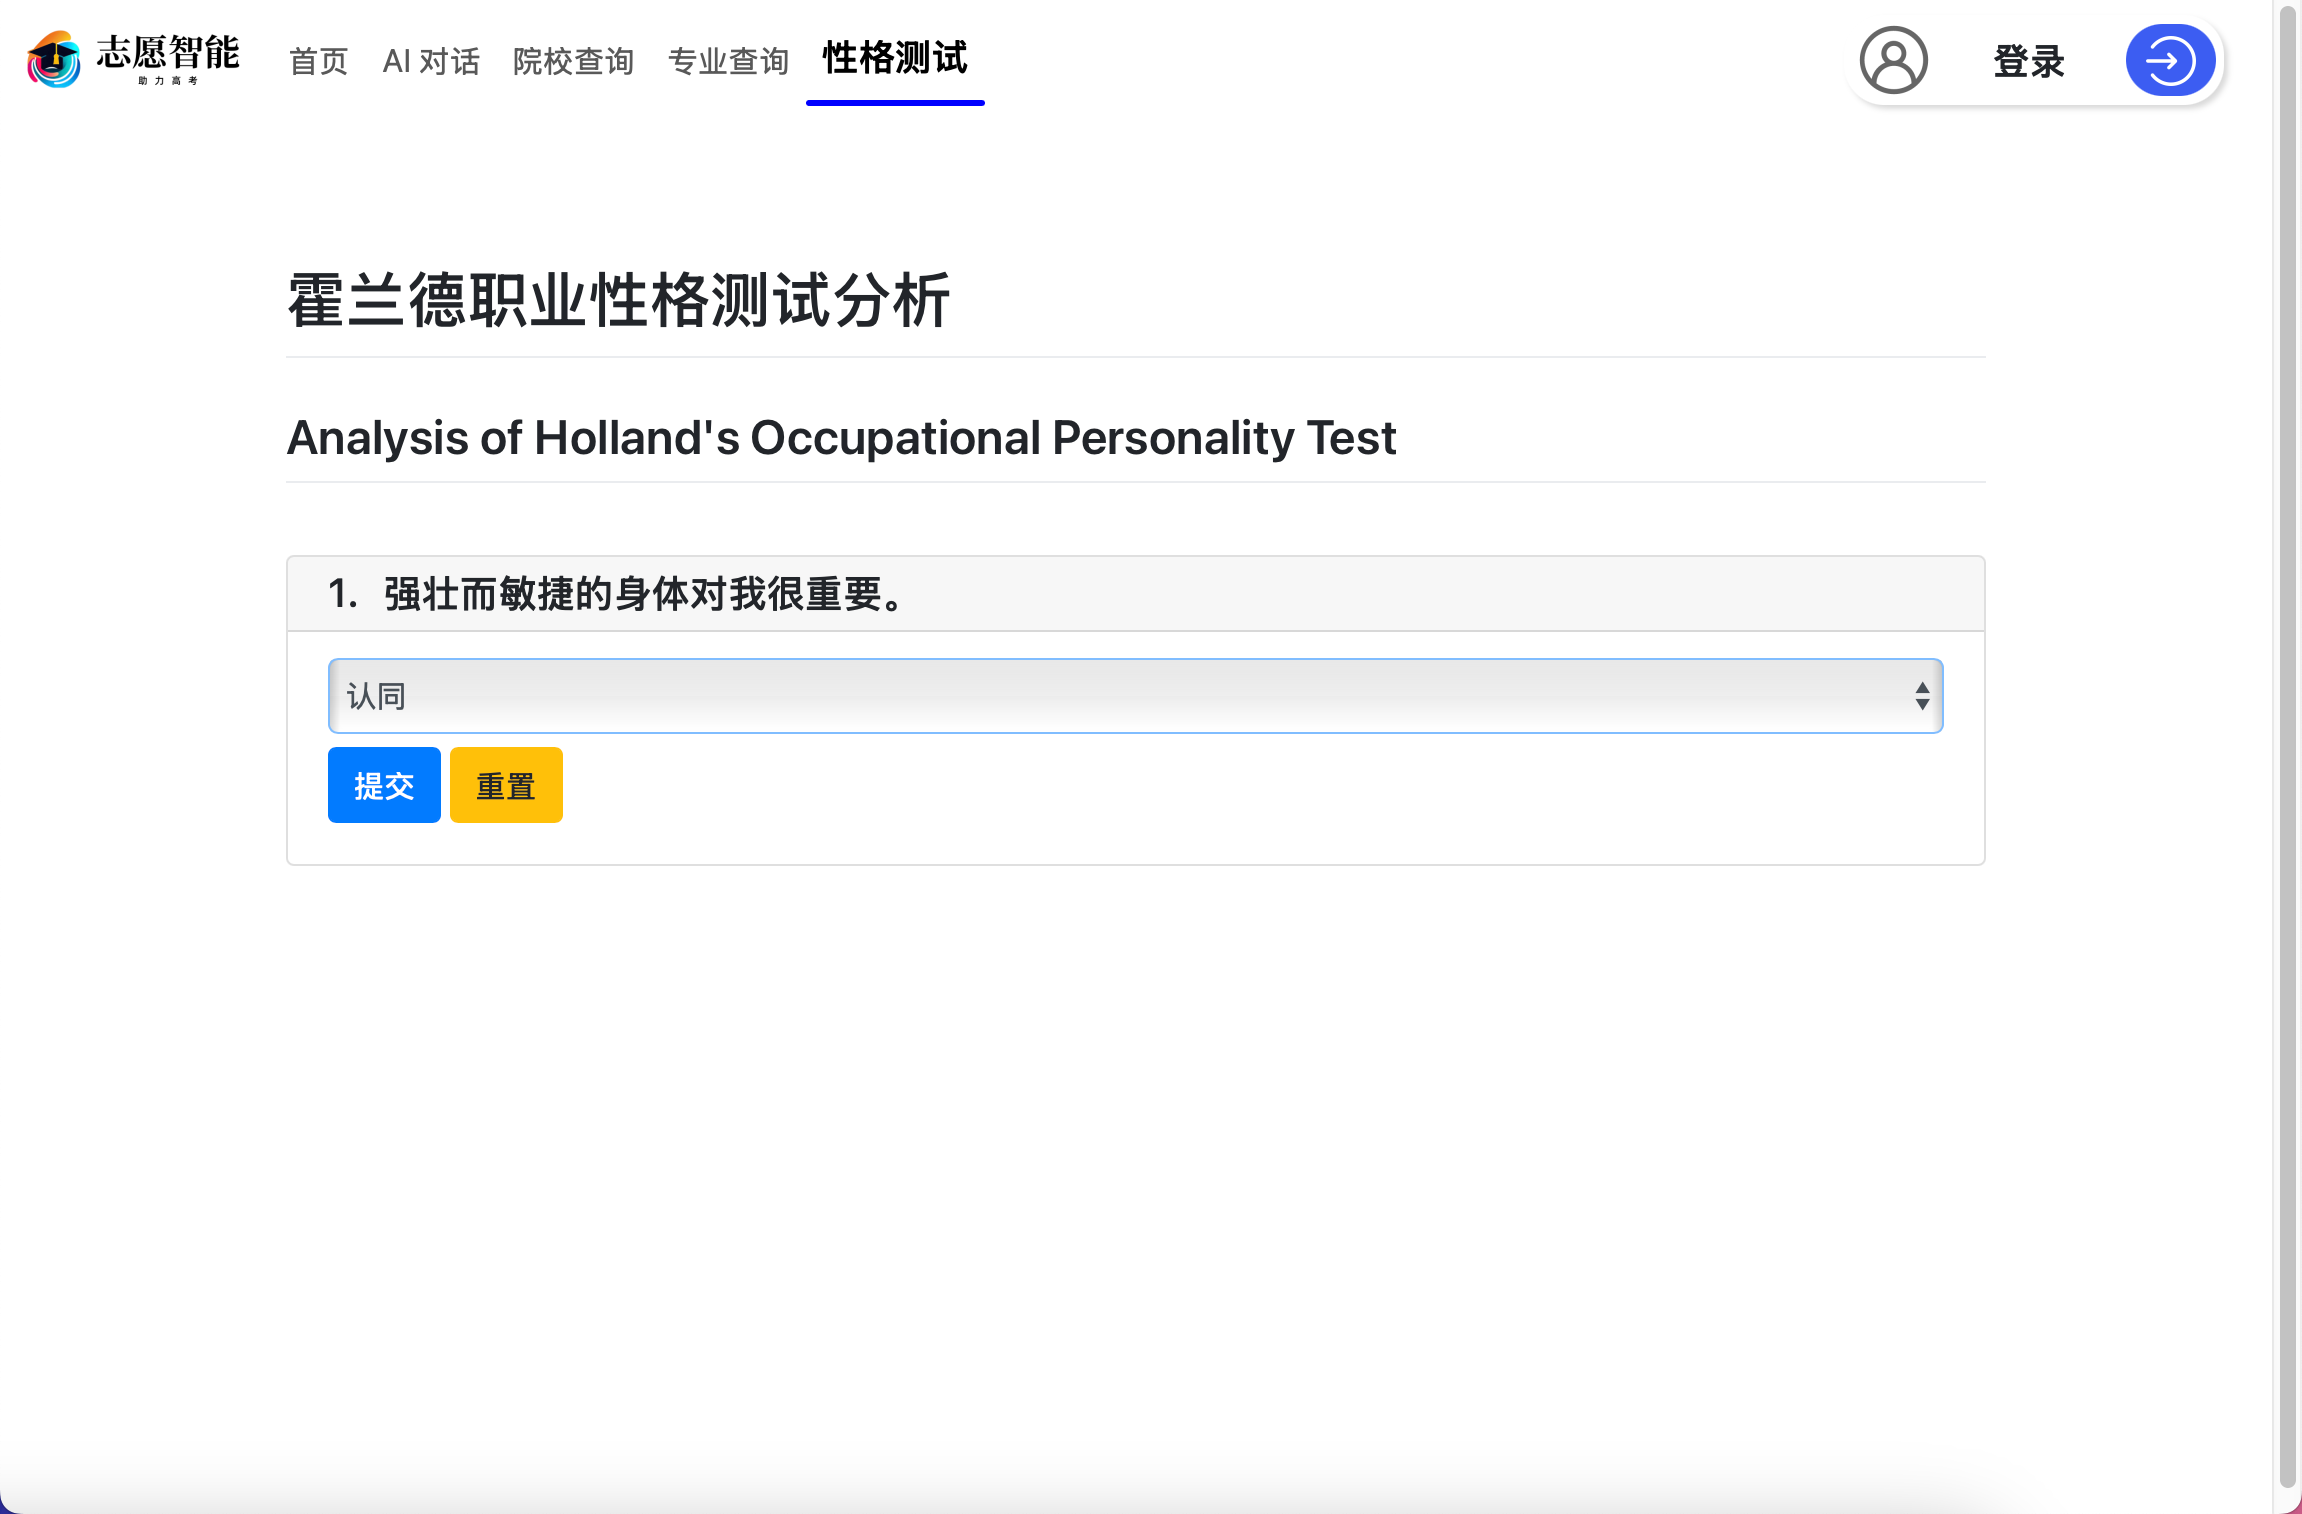 志愿智能
助力高考
首页 AI 对话 院校查询 专业查询 性格测试
登录
霍兰德职业性格测试分析
Analysis of Holland's Occupational Personality Test
1. 强壮而敏捷的身体对我很重要。
认同
提交 重置